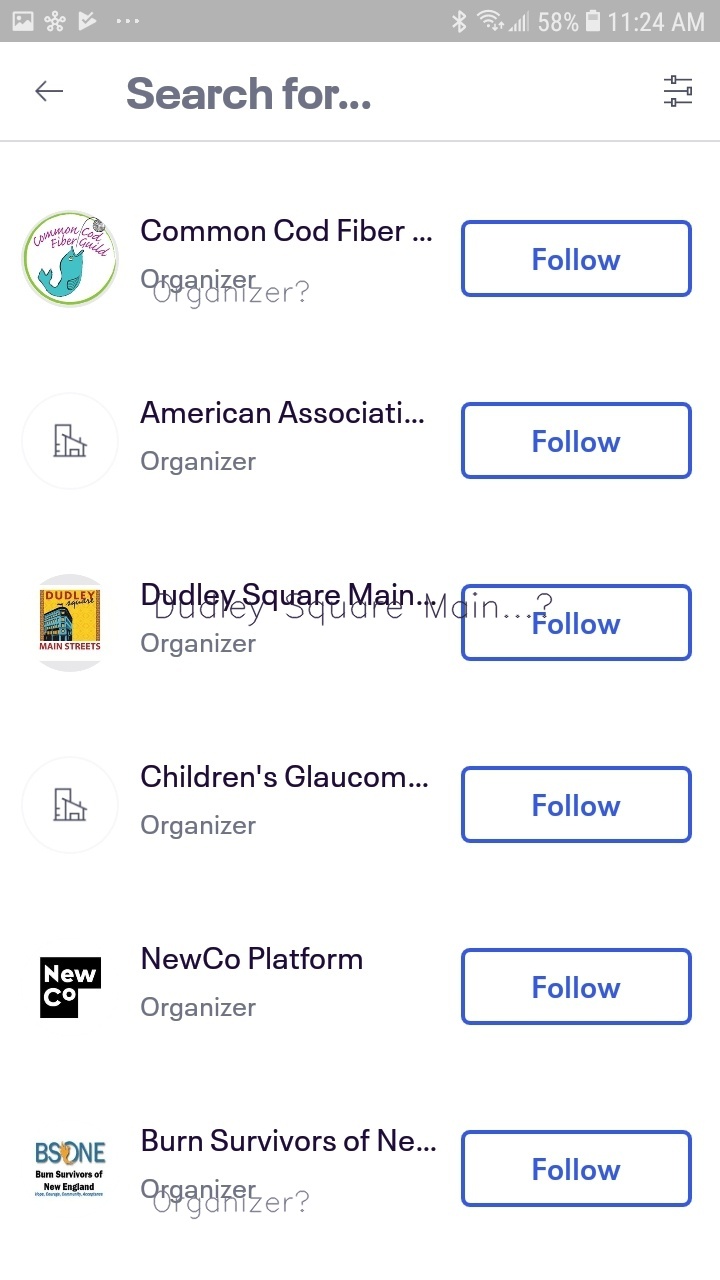 58% 11:24 AM
Search for...
Common Cod Fiber Guild
Common Cod Fiber ...
Follow
Organizer
Organizer?
American Associati...
Follow
Organizer
DUDLEY
square
MAIN STREETS
Dudley Square Main...
Dudley Square Main...?
Follow
Organizer
Children's Glaucom...
Follow
Organizer
New
Co
NewCo Platform
Follow
Organizer
BSONE
Burn Survivors of
New England
Hope, Courage, Community, Acceptance
Burn Survivors of Ne...
Follow
Organizer
Organizer?